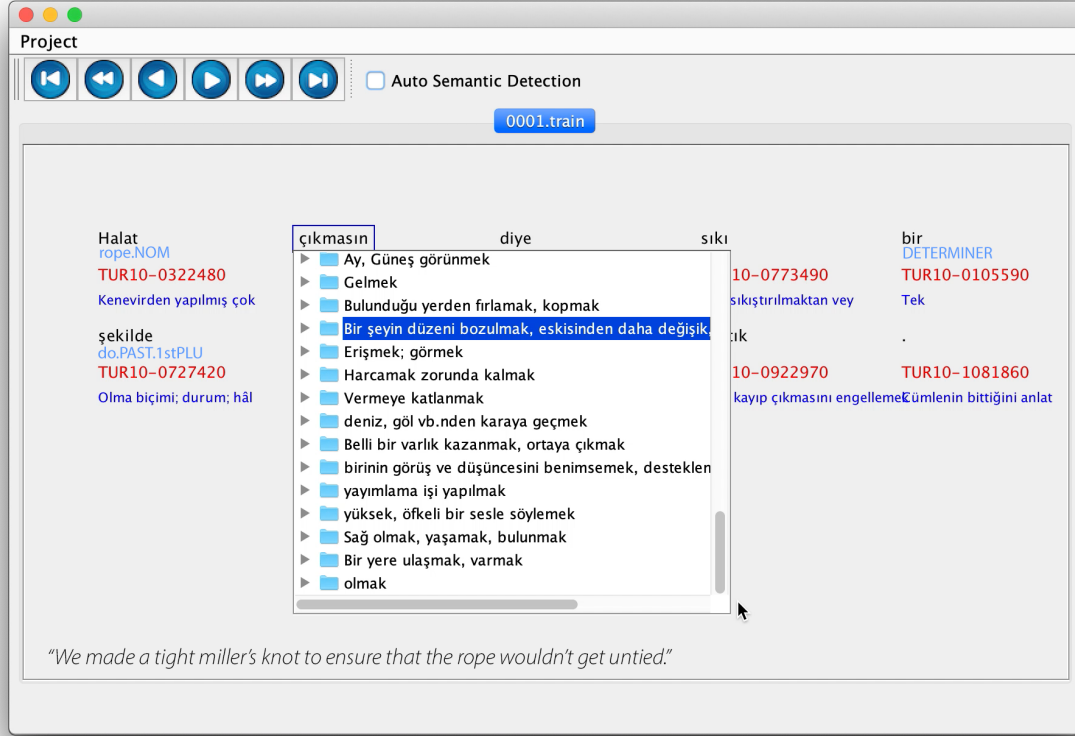 Project
Auto Semantic Detection
0001.train
Halat çıkmasın diye sıkı bir
rope.NOM DETERMINER
TUR10-0322480 10-0773490 TUR10-0105590
Kenevirden yapılmış çok sıkıştırılmaktan vey Tek
şekilde .
do.PAST.1stPLU
TUR10-0727420 10-0922970 TUR10-1081860
Olma biçimi; durum; hâl kayıp çıkmasını engellemek Cümlenin bittiğini anlat
Ay, Güneş görünmek
Gelmek
Bulunduğu yerden fırlamak, kopmak
Bir şeyin düzeni bozulmak, eskisinden daha değişik
Erişmek; görmek
Harcamak zorunda kalmak
Vermeye katlanmak
deniz, göl vb.nden karaya geçmek
Belli bir varlık kazanmak, ortaya çıkmak
birinin görüş ve düşüncesini benimsemek, desteklen
yayımlama işi yapılmak
yüksek, öfkeli bir sesle söylemek
Sağ olmak, yaşamak, bulunmak
Bir yere ulaşmak, varmak
olmak
“We made a tight miller’s knot to ensure that the rope wouldn’t get untied.”